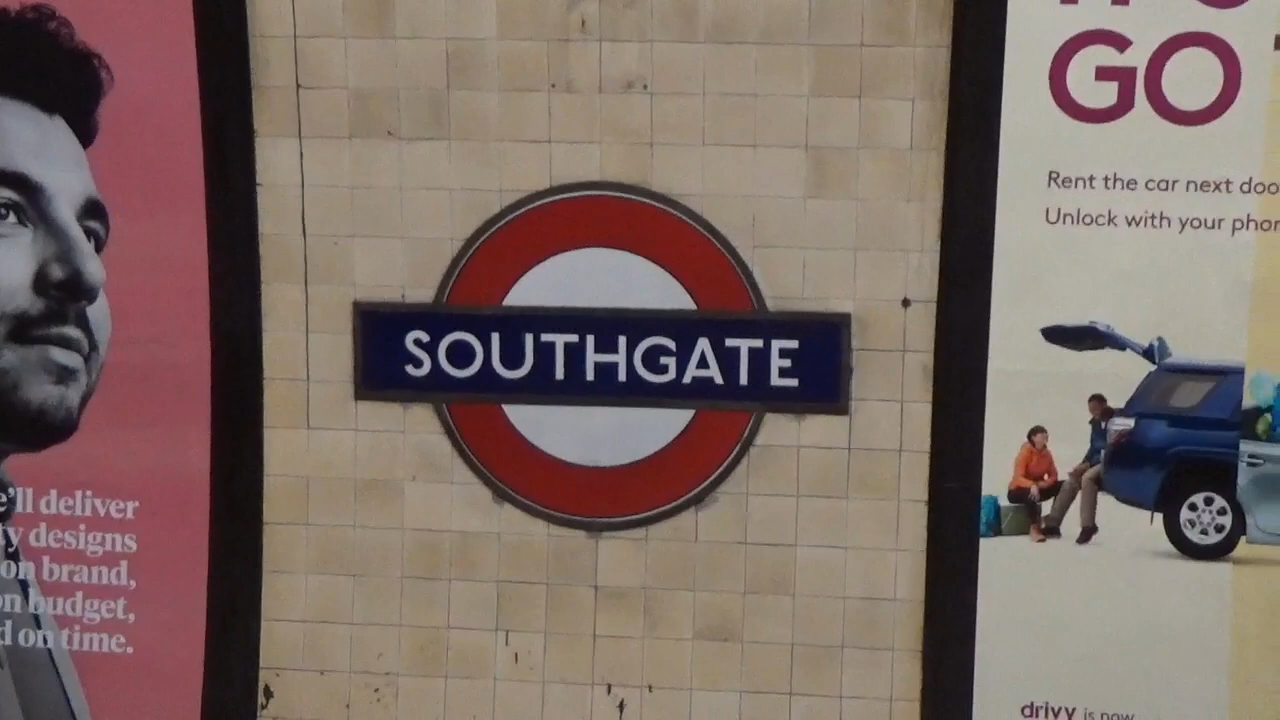 e'll deliver
y designs
on brand,
on budget,
d on time.
SOUTHGATE
GO
Rent the car next doo
Unlock with your phon
drivy is now